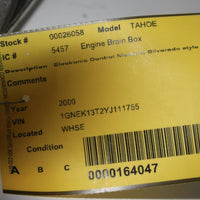 Stock # 00026058 Model TAHOE
IC # 5457 Engine Brain Box
Description Electronic Control Silverado style
Comments
Year 2000
VIN 1GNEK13T2YJ111755
Located WHSE
Condition
A B C
0000164047